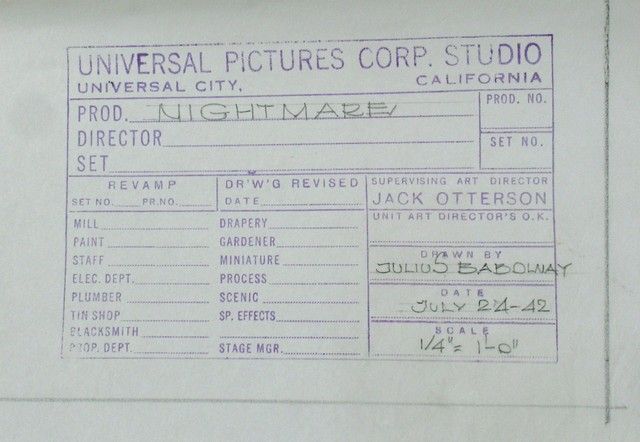 UNIVERSAL PICTURES CORP. STUDIO
UNIVERSAL CITY, CALIFORNIA
PROD. NIGHTMARE
PROD. NO.
DIRECTOR
SET NO.
SET
REVAMP
SET NO. PR.NO.
DR'W'G REVISED
DATE
SUPERVISING ART DIRECTOR
JACK OTTERSON
UNIT ART DIRECTOR'S O.K.
MILL
PAINT
STAFF
ELEC. DEPT.
PLUMBER
TIN SHOP
BLACKSMITH
PROP. DEPT.
DRAPERY
GARDENER
MINIATURE
PROCESS
SCENIC
SP. EFFECTS
STAGE MGR.
DRAWN BY
JULIUS BABOLNAY
DATE
JULY 24-42
SCALE
1/4" = 1'-0"